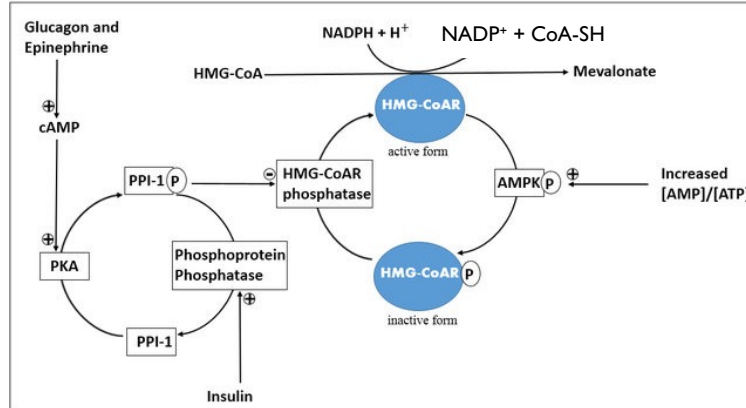 Glucagon and
Epinephrine
NADPH + H⁺
NADP⁺ + CoA-SH
HMG-CoA
Mevalonate
⊕
cAMP
HMG-CoAR
active form
PPI-1 P
⊖
HMG-CoAR
phosphatase
AMPK P
⊕
Increased
[AMP]/[ATP]
⊕
PKA
Phosphoprotein
Phosphatase
HMG-CoAR P
inactive form
⊕
PPI-1
Insulin